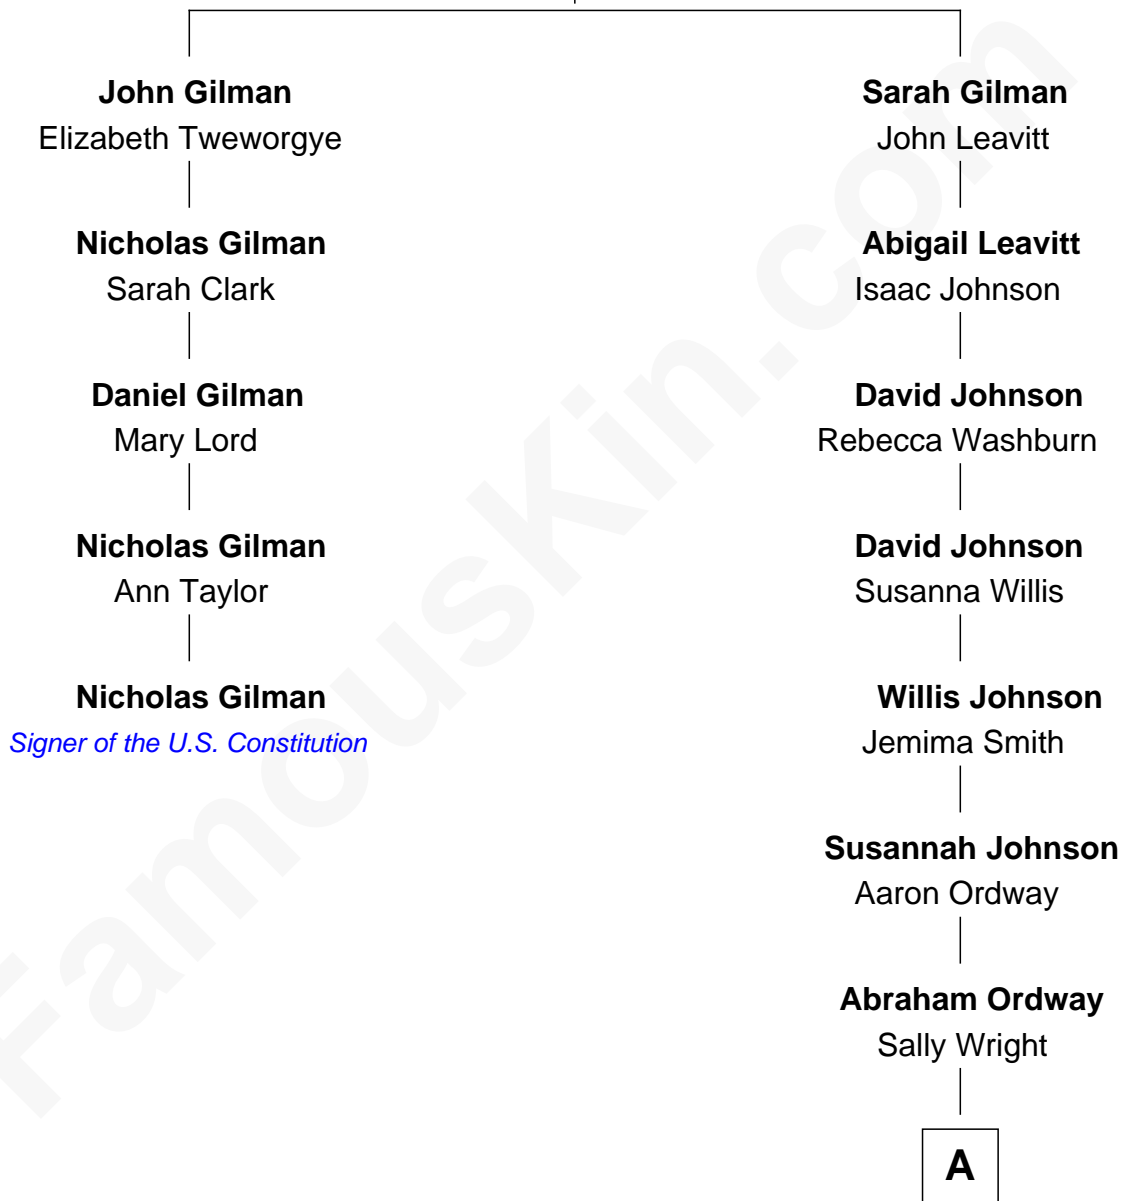 John Gilman
Elizabeth Tweworgye
Nicholas Gilman
Sarah Clark
Daniel Gilman
Mary Lord
Nicholas Gilman
Ann Taylor
Nicholas Gilman
Signer of the U.S. Constitution
Sarah Gilman
John Leavitt
Abigail Leavitt
Isaac Johnson
David Johnson
Rebecca Washburn
David Johnson
Susanna Willis
Willis Johnson
Jemima Smith
Susannah Johnson
Aaron Ordway
Abraham Ordway
Sally Wright
A
FamousKin.com